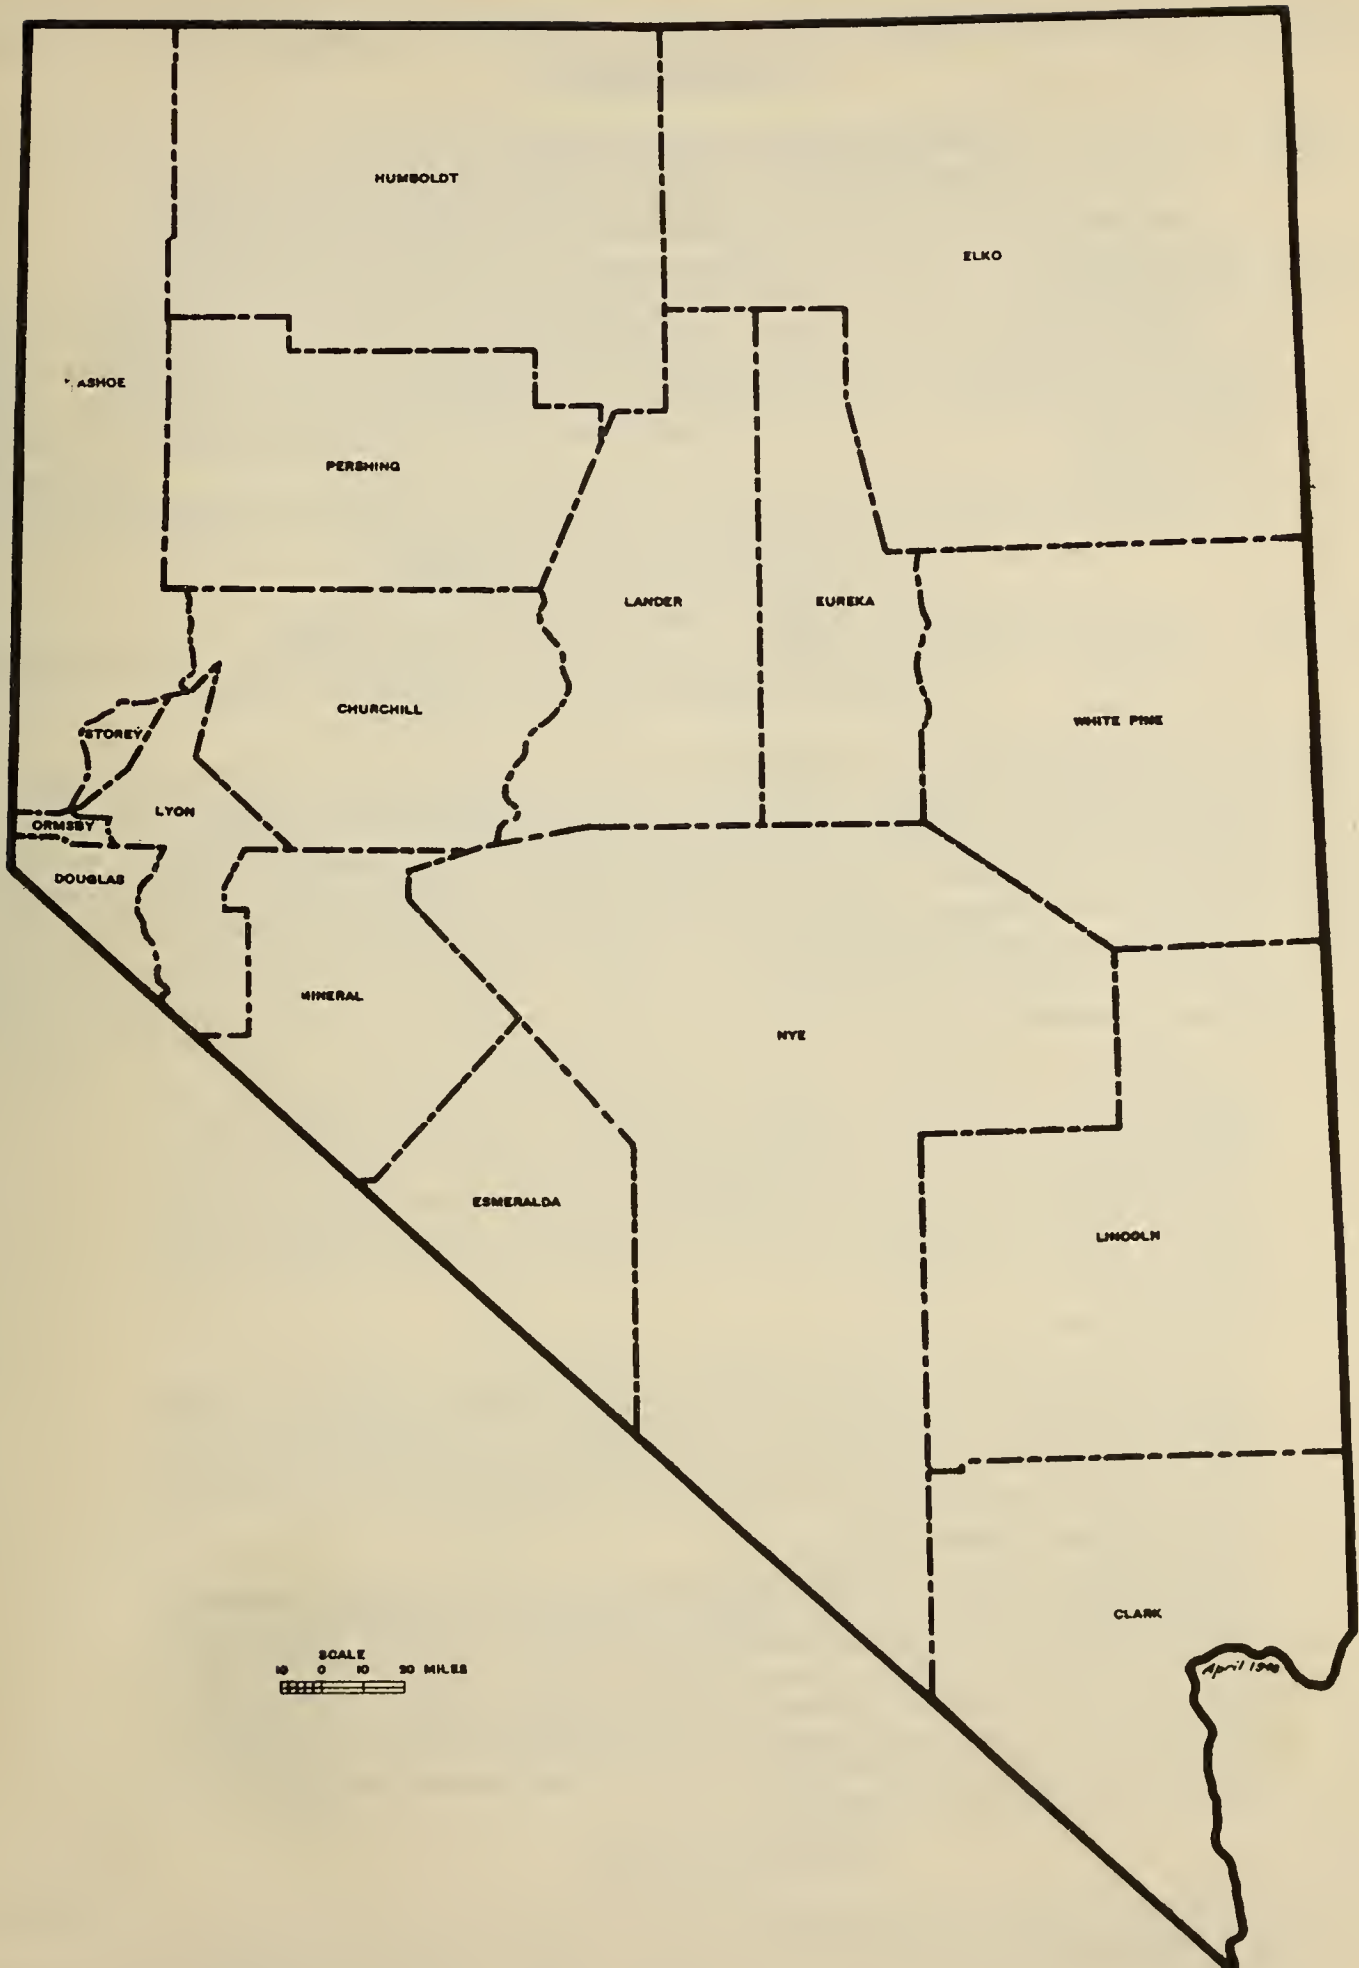 HUMBOLDT
ELKO
ASHOE
PERSHING
LANDER
EUREKA
CHURCHILL
WHITE PINE
STOREY
LYON
ORMSBY
DOUGLAS
MINERAL
NYE
ESMERALDA
LINCOLN
CLARK
SCALE
10 0 10 20 MILES
April